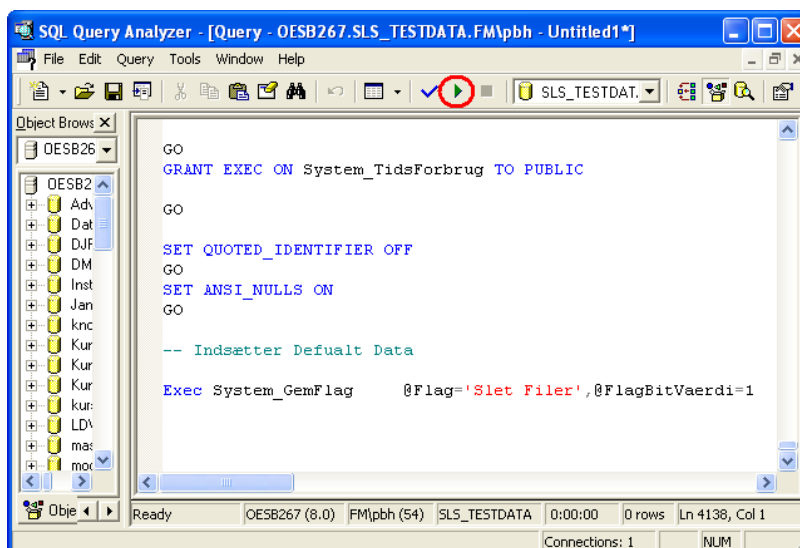 SQL Query Analyzer - [Query - OESB267.SLS_TESTDATA.FM\pbh - Untitled1*]
File Edit Query Tools Window Help
SLS_TESTDAT.
Object Brows
OESB26
OESB2
Adv
Dat
DJF
DM
Inst
Jan
knc
Kur
Kur
Kur
kur:
LDV
mas
moc
Obje
GO
GRANT EXEC ON System_TidsForbrug TO PUBLIC
GO
SET QUOTED_IDENTIFIER OFF
GO
SET ANSI_NULLS ON
GO
-- Indsætter Defualt Data
Exec System_GemFlag @Flag='Slet Filer',@FlagBitVaerdi=1
Ready OESB267 (8.0) FM\pbh (54) SLS_TESTDATA 0:00:00 0 rows Ln 4138, Col 1
Connections: 1 NUM